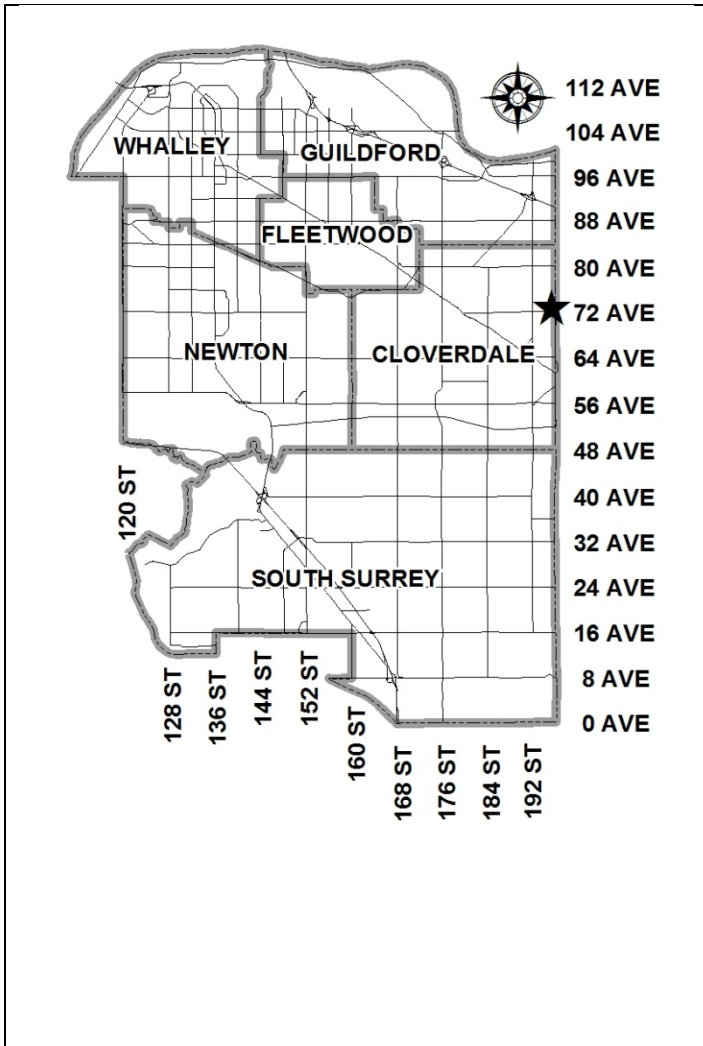 112 AVE
104 AVE
WHALLEY
GUILDFORD
96 AVE
88 AVE
FLEETWOOD
80 AVE
72 AVE
NEWTON
CLOVERDALE
64 AVE
56 AVE
48 AVE
120 ST
40 AVE
32 AVE
SOUTH SURREY
24 AVE
16 AVE
8 AVE
0 AVE
128 ST
136 ST
144 ST
152 ST
160 ST
168 ST
176 ST
184 ST
192 ST